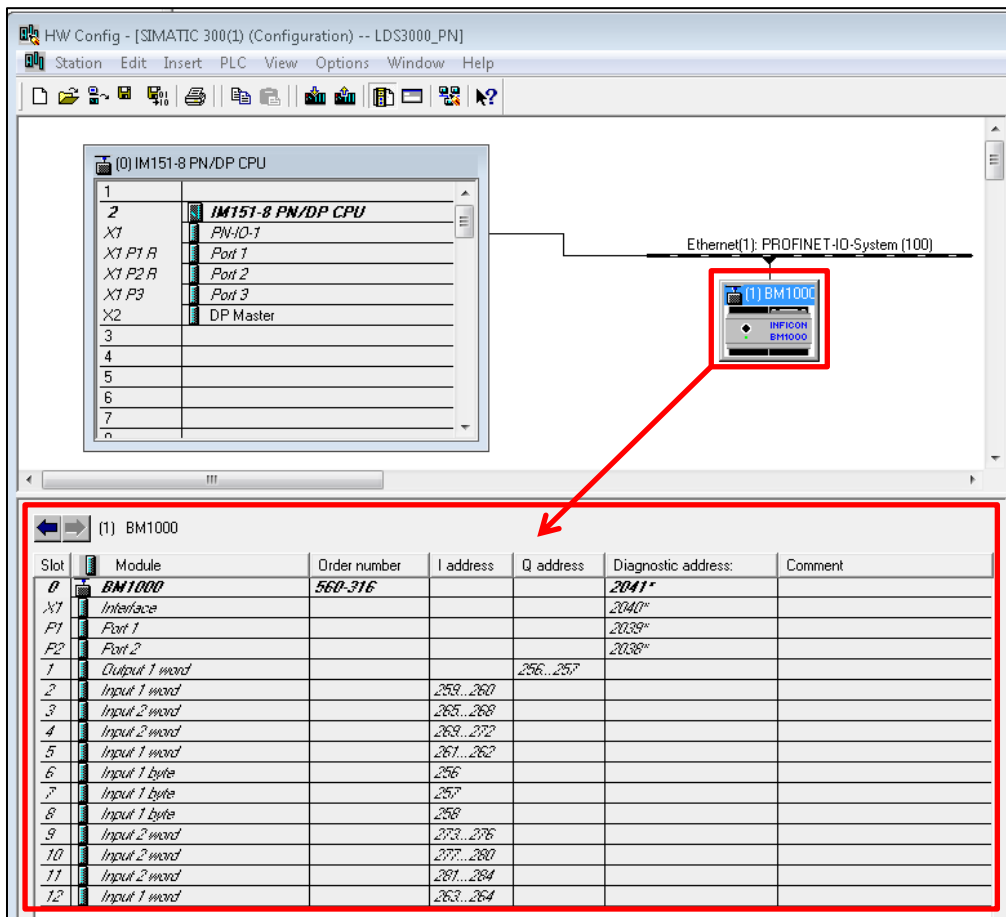 HW Config - [SIMATIC 300(1) (Configuration) -- LDS3000_PN]
Station Edit Insert PLC View Options Window Help
(0) IM151-8 PN/DP CPU
1
2 IM151-8 PN/DP CPU
X1 PN-IO-1
X1 P1 R Port 1
X1 P2 R Port 2
X1 P3 Port 3
X2 DP Master
3
4
5
6
7
Ethernet(1): PROFINET-IO-System (100)
(1) BM1000
INFICON
BM1000
(1) BM1000
Slot Module Order number I address Q address Diagnostic address: Comment
0 BM1000 560-316 2041*
X1 Interface 2040*
P1 Port 1 2039*
P2 Port 2 2038*
1 Output 1 word 256...257
2 Input 1 word 259...260
3 Input 2 word 265...268
4 Input 2 word 269...272
5 Input 1 word 261...262
6 Input 1 byte 256
7 Input 1 byte 257
8 Input 1 byte 258
9 Input 2 word 273...276
10 Input 2 word 277...280
11 Input 2 word 281...284
12 Input 1 word 263...264